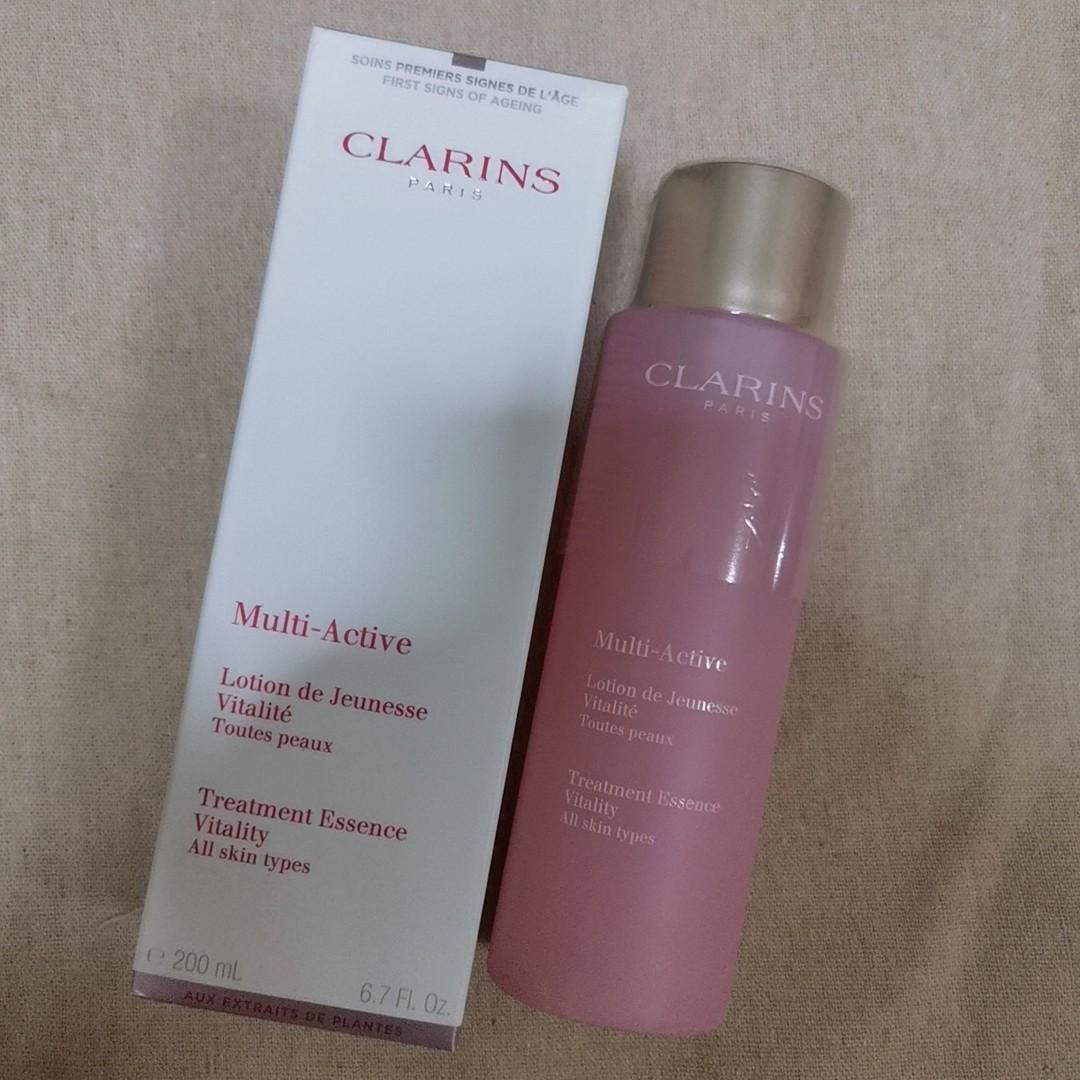 SOINS PREMIERS SIGNES DE L'ÂGE
FIRST SIGNS OF AGEING
CLARINS
PARIS
Multi-Active
Lotion de Jeunesse
Vitalité
Toutes peaux
Treatment Essence
Vitality
All skin types
℮ 200 mL
6.7 Fl. Oz.
AUX EXTRAITS DE PLANTES
CLARINS
PARIS
Multi-Active
Lotion de Jeunesse
Vitalité
Toutes peaux
Treatment Essence
Vitality
All skin types